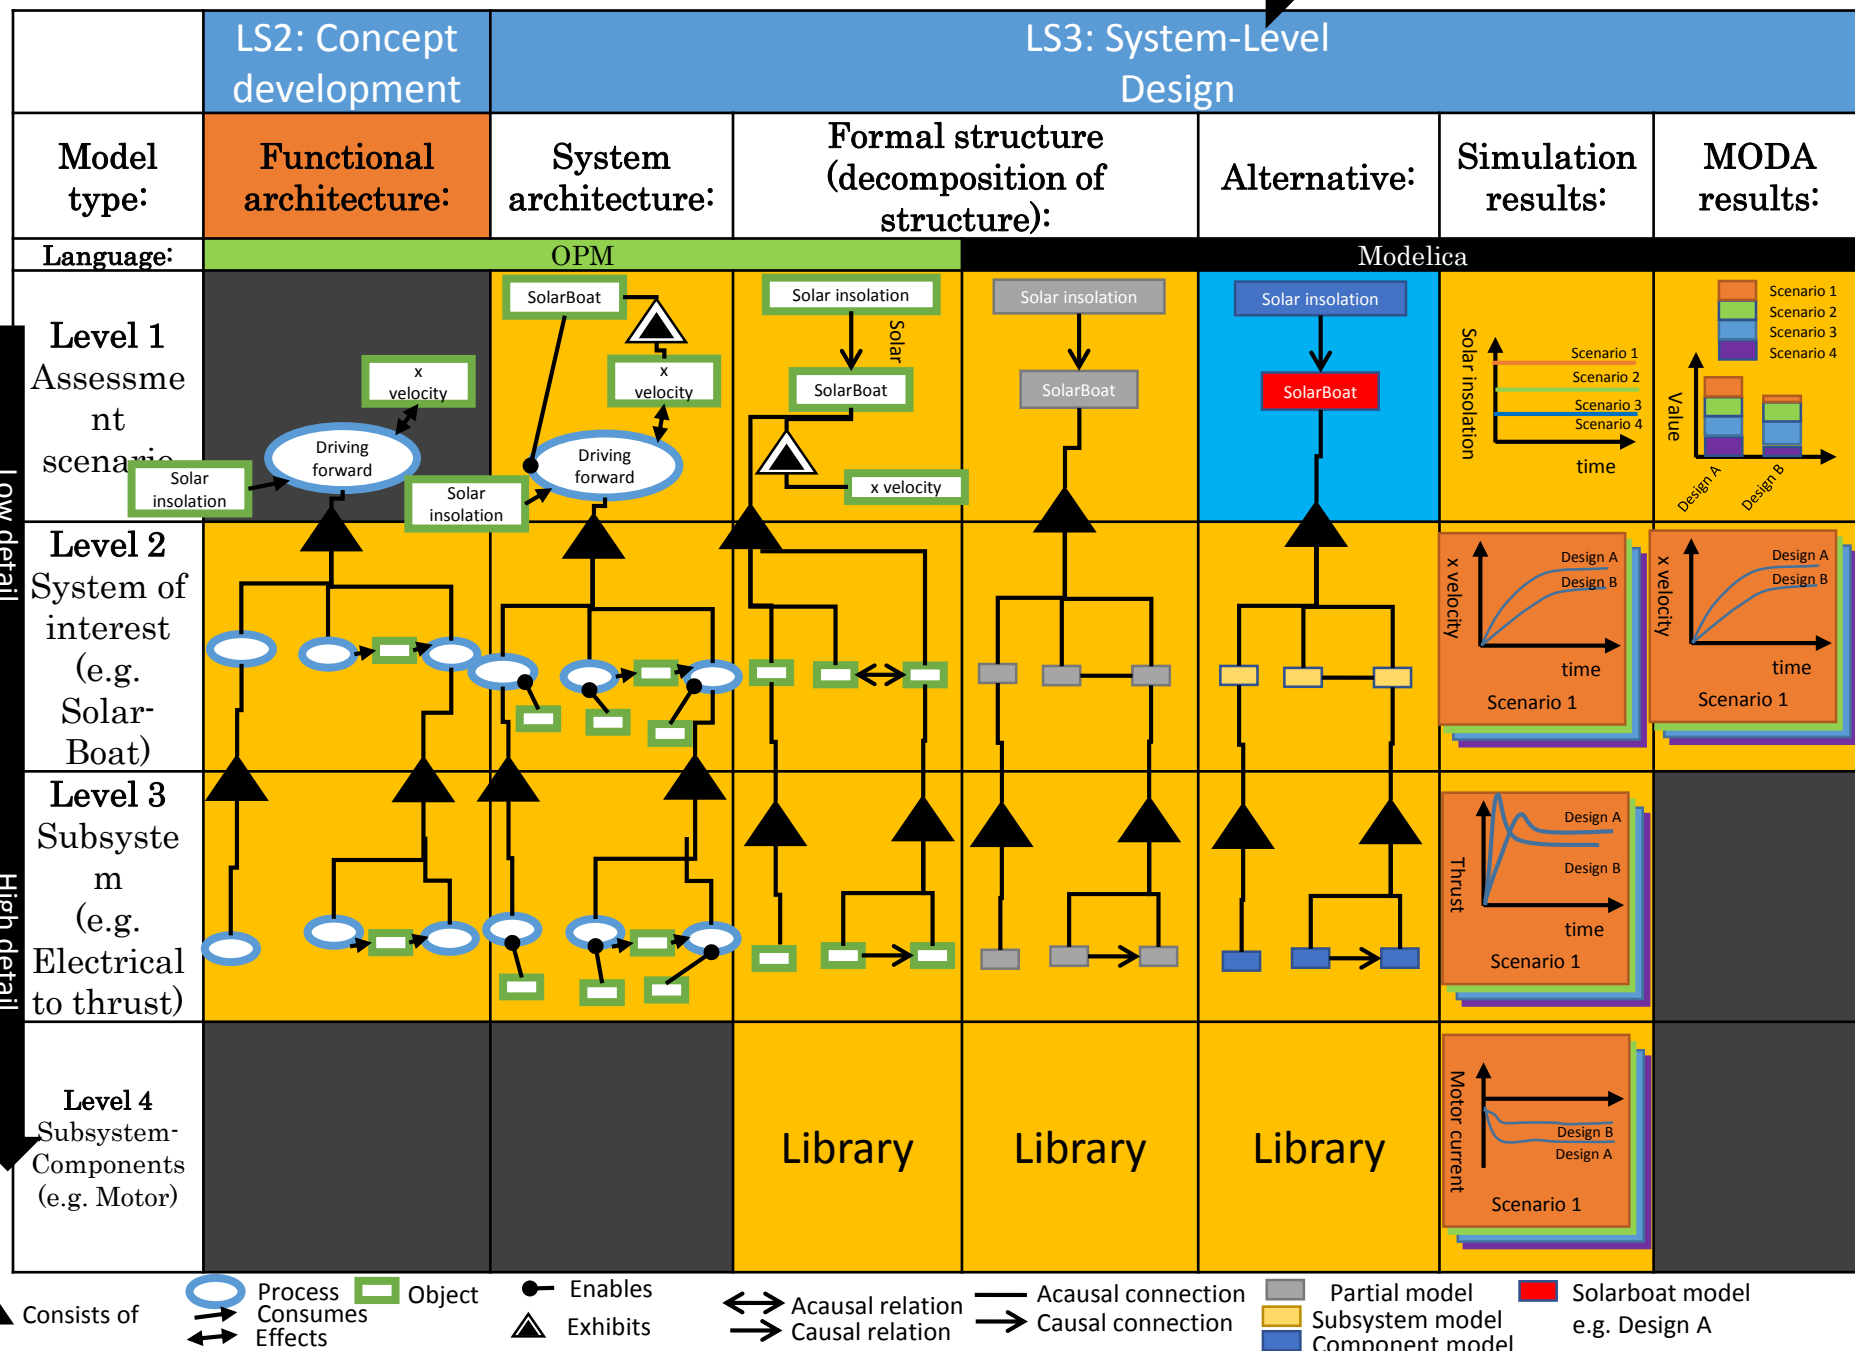 LS2: Concept
development
LS3: System-Level
Design
Model
type:
Functional
architecture:
System
architecture:
Formal structure
(decomposition of
structure):
Alternative:
Simulation
results:
MODA
results:
Language:
OPM
Modelica
Low detail
High detail
Level 1
Assessme
nt
scenario
Solar
insolation
Driving
forward
x
velocity
SolarBoat
x
velocity
Driving
forward
Solar
insolation
Solar insolation
Solar
SolarBoat
x velocity
Solar insolation
SolarBoat
Solar insolation
SolarBoat
Solar insolation
Scenario 1
Scenario 2
Scenario 3
Scenario 4
time
Scenario 1
Scenario 2
Scenario 3
Scenario 4
Value
Design A
Design B
Level 2
System of
interest
(e.g.
Solar-
Boat)
x velocity
Design A
Design B
time
Scenario 1
x velocity
Design A
Design B
time
Scenario 1
Level 3
Subsyste
m
(e.g.
Electrical
to thrust)
Thrust
Design A
Design B
time
Scenario 1
Level 4
Subsystem-
Components
(e.g. Motor)
Library
Library
Library
Motor current
Design B
Design A
Scenario 1
Consists of
Process
Consumes
Effects
Object
Enables
Exhibits
Acausal relation
Causal relation
Acausal connection
Causal connection
Partial model
Subsystem model
Component model
Solarboat model
e.g. Design A